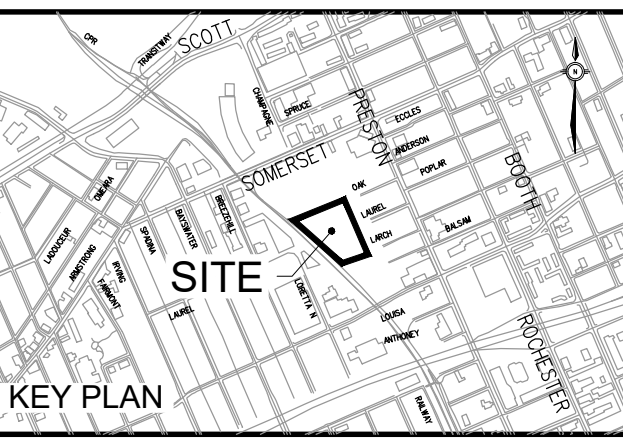 CPR
TRANSITWAY
SCOTT
CHAMPAGNE
SPRUCE
PRESTON
ECCLES
ANDERSON
POPLAR
BOOTH
N
SOMERSET
OAK
LAUREL
LARCH
BALSAM
OMEARA
LADOUCEUR
ARMSTRONG
IRVING
FAIRMONT
SPADINA
BAYSWATER
BREEZEHILL
SITE
LORETTA N
LAUREL
LOUISA
ANTHONEY
ROCHESTER
RAILWAY
KEY PLAN